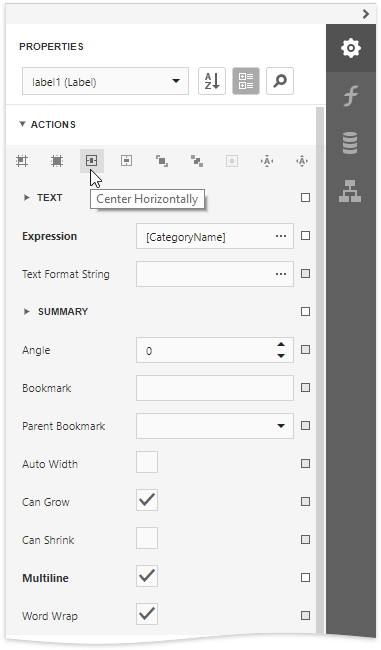 PROPERTIES
label1 (Label)
ACTIONS
Center Horizontally
TEXT
Expression
[CategoryName]
Text Format String
SUMMARY
Angle
0
Bookmark
Parent Bookmark
Auto Width
Can Grow
Can Shrink
Multiline
Word Wrap